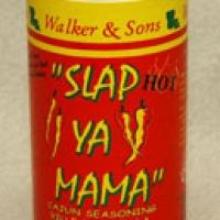 Walker & Sons
"SLAP
HOT
YA
MAMA"
CAJUN SEASONING